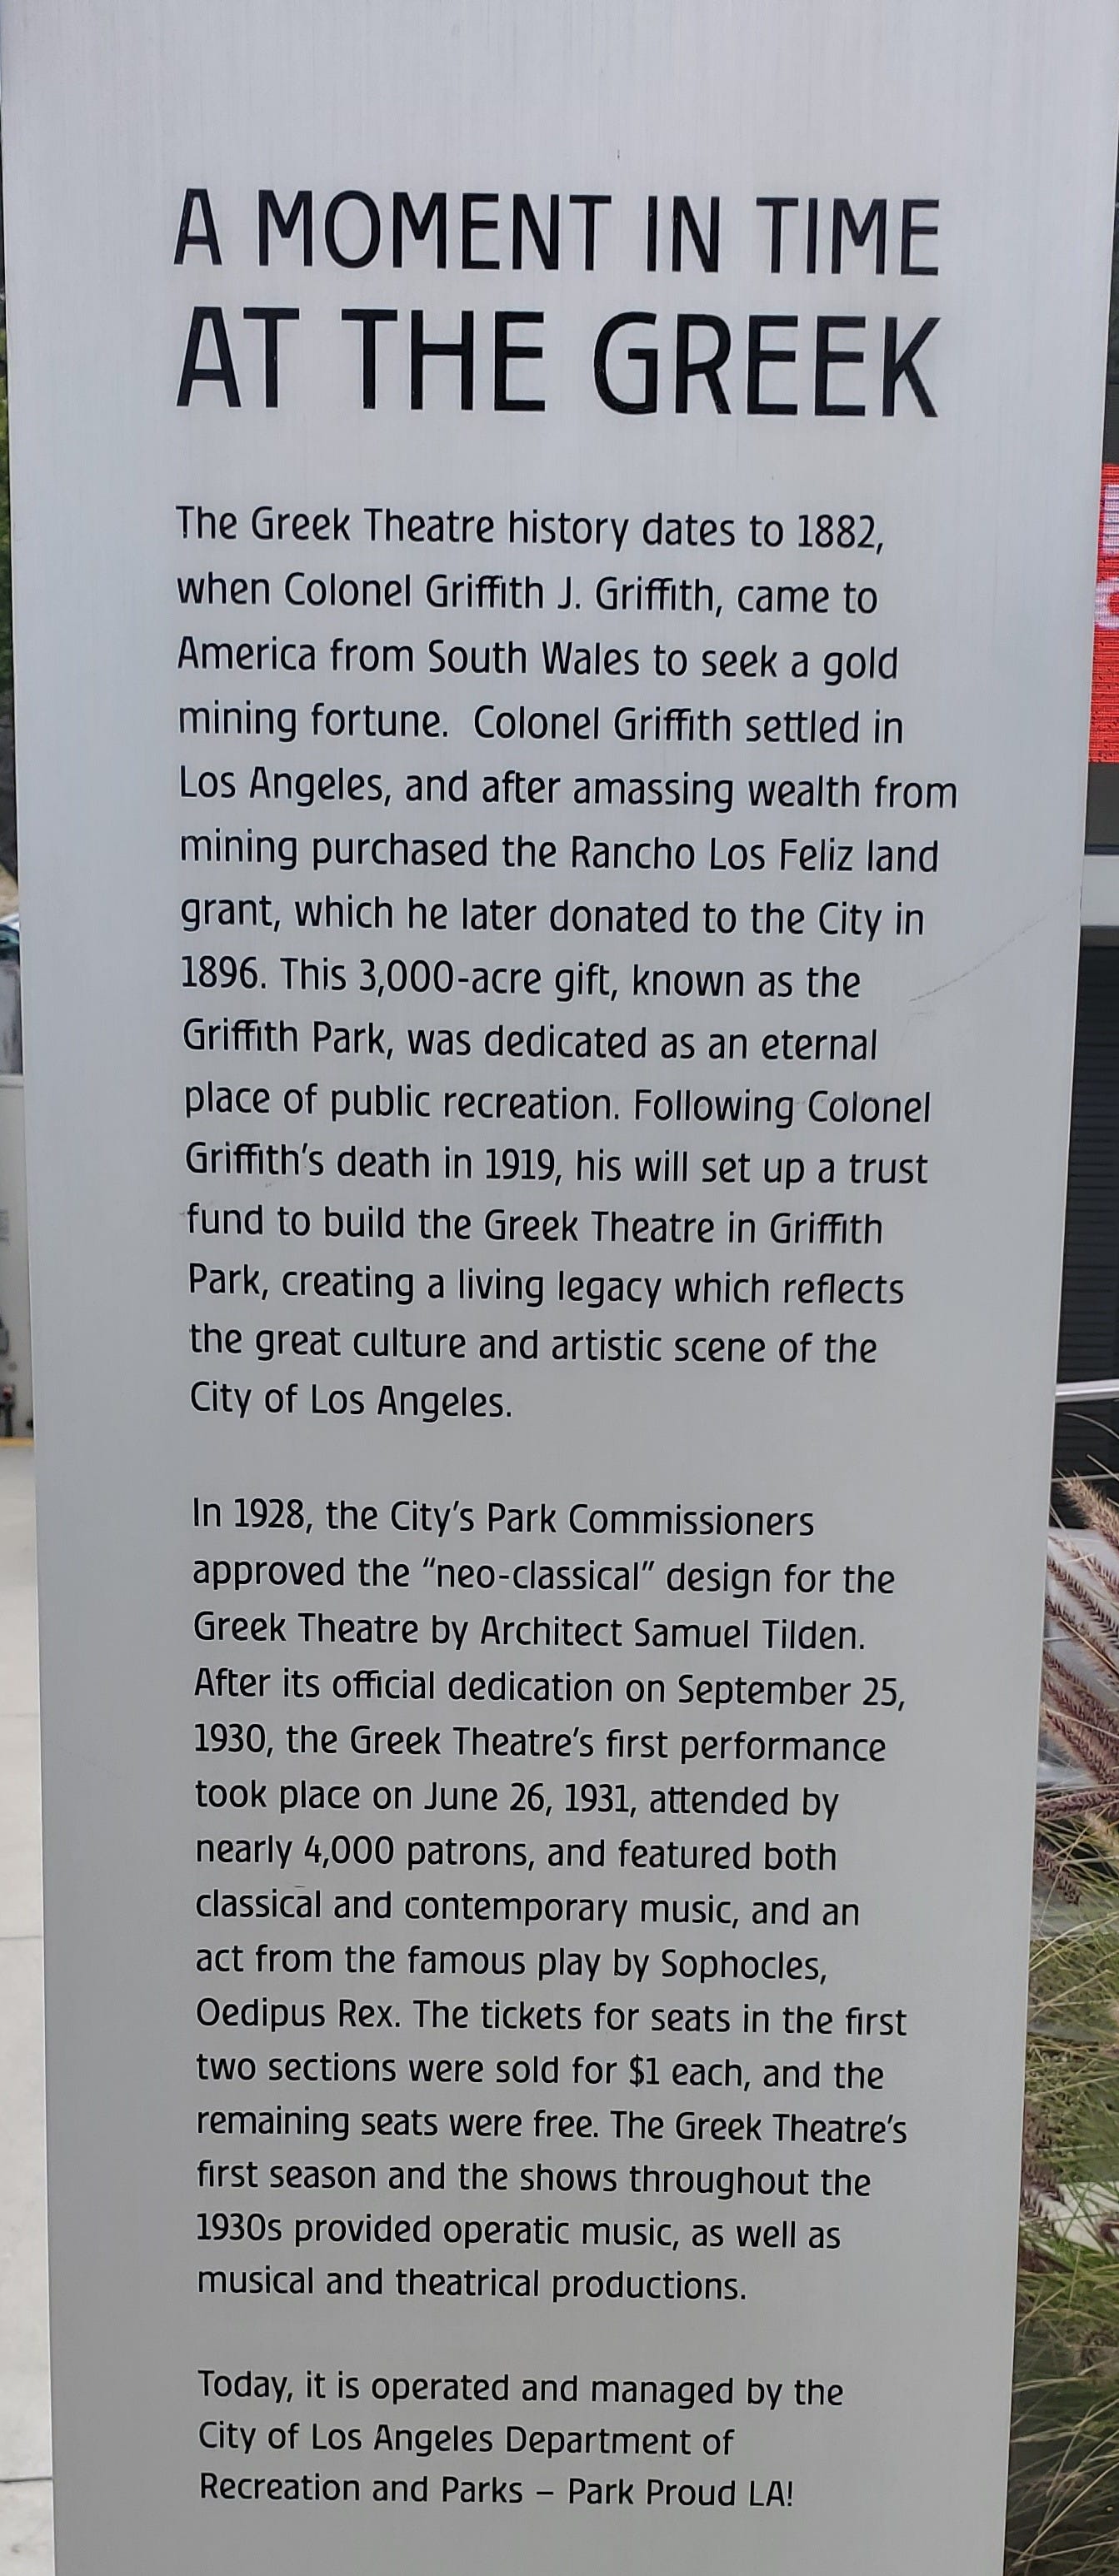 A MOMENT IN TIME
AT THE GREEK
The Greek Theatre history dates to 1882,
when Colonel Griffith J. Griffith, came to
America from South Wales to seek a gold
mining fortune.  Colonel Griffith settled in
Los Angeles, and after amassing wealth from
mining purchased the Rancho Los Feliz land
grant, which he later donated to the City in
1896. This 3,000-acre gift, known as the
Griffith Park, was dedicated as an eternal
place of public recreation. Following Colonel
Griffith’s death in 1919, his will set up a trust
fund to build the Greek Theatre in Griffith
Park, creating a living legacy which reflects
the great culture and artistic scene of the
City of Los Angeles.
In 1928, the City’s Park Commissioners
approved the “neo-classical” design for the
Greek Theatre by Architect Samuel Tilden.
After its official dedication on September 25,
1930, the Greek Theatre’s first performance
took place on June 26, 1931, attended by
nearly 4,000 patrons, and featured both
classical and contemporary music, and an
act from the famous play by Sophocles,
Oedipus Rex. The tickets for seats in the first
two sections were sold for $1 each, and the
remaining seats were free. The Greek Theatre’s
first season and the shows throughout the
1930s provided operatic music, as well as
musical and theatrical productions.
Today, it is operated and managed by the
City of Los Angeles Department of
Recreation and Parks – Park Proud LA!